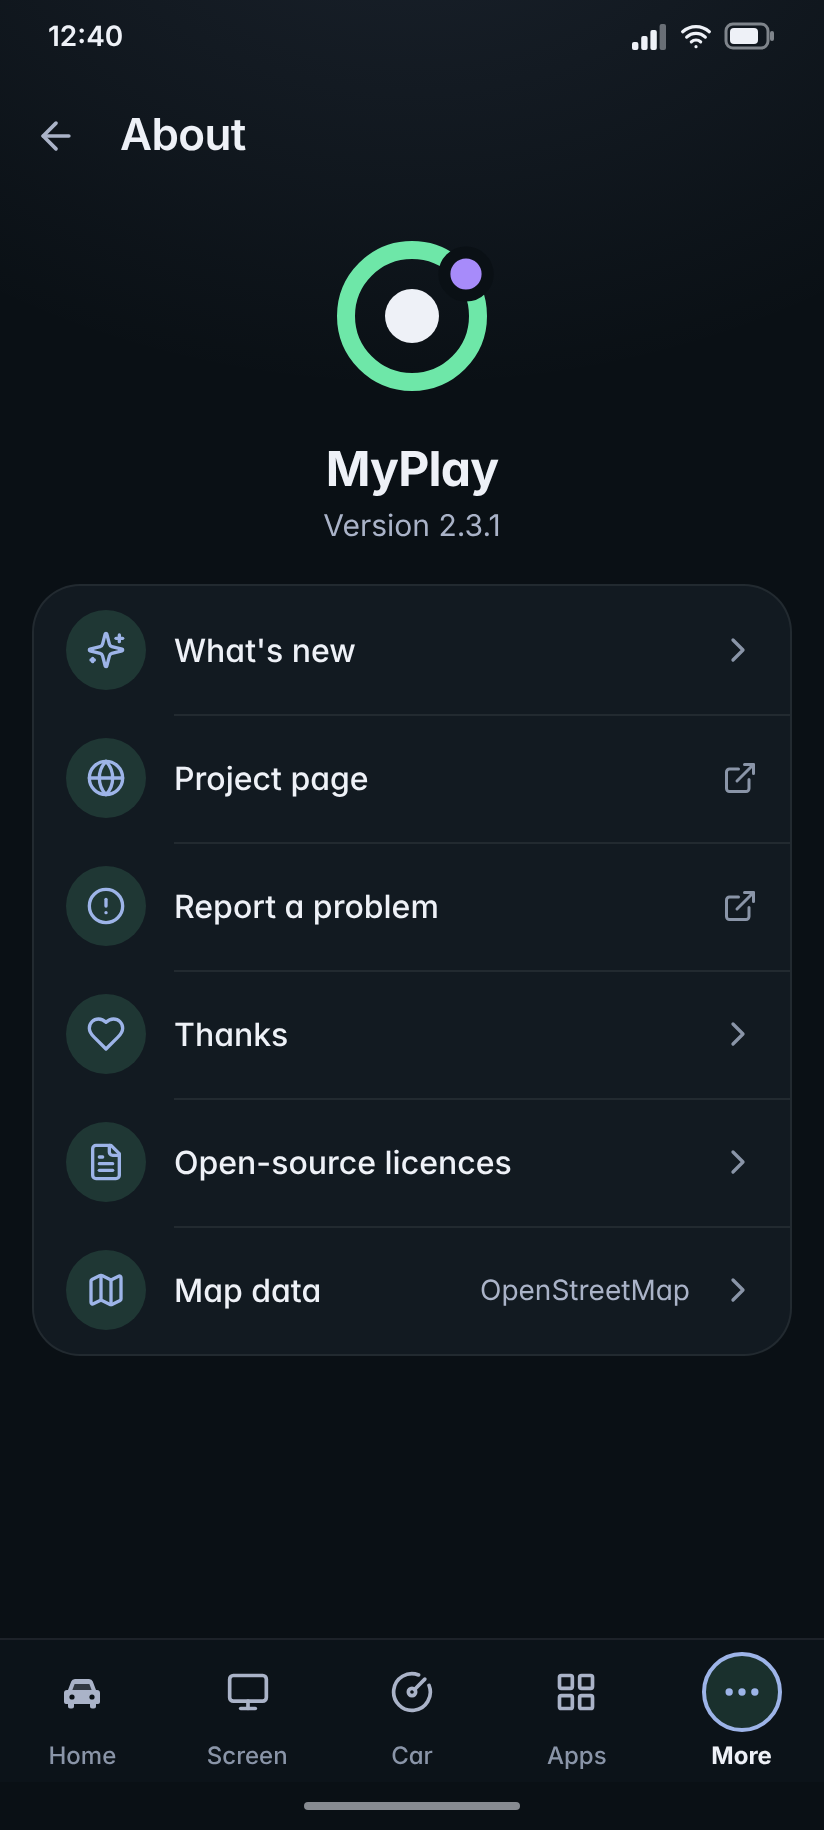 12:40
About
MyPlay
Version 2.3.1
What's new
Project page
Report a problem
Thanks
Open-source licences
Map data OpenStreetMap
Home Screen Car Apps More